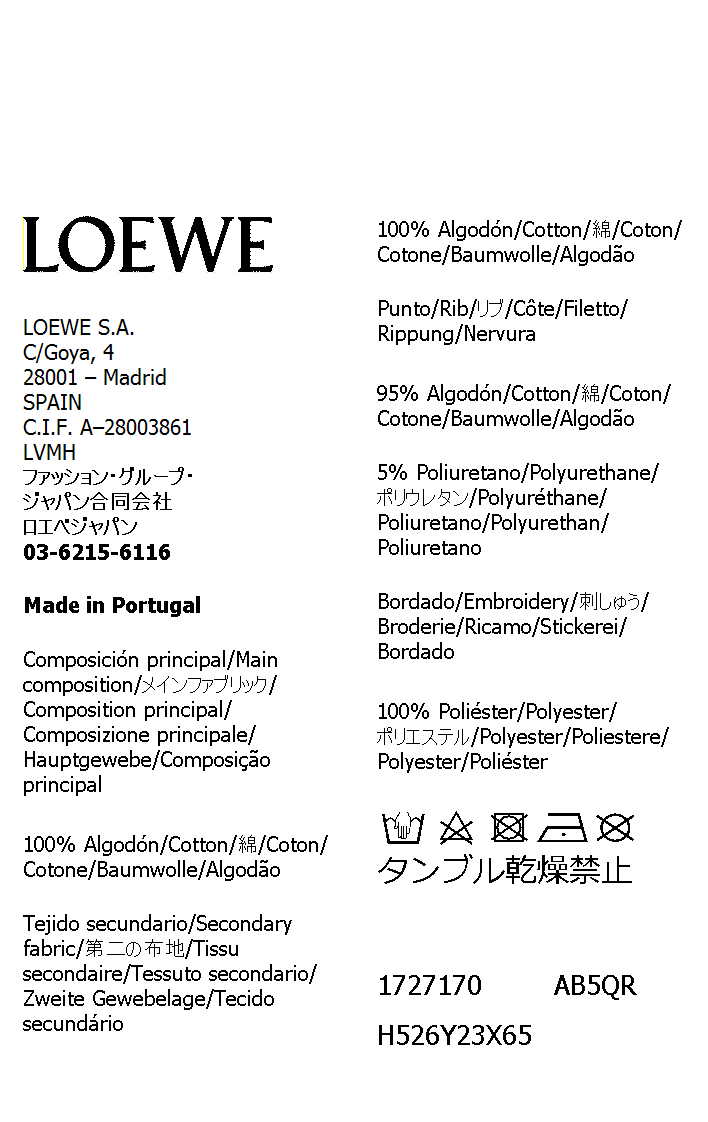 LOEWE
LOEWE S.A.
C/Goya, 4
28001 – Madrid
SPAIN
C.I.F. A–28003861
LVMH
ファッション・グループ・
ジャパン合同会社
ロエベジャパン
03-6215-6116
Made in Portugal
Composición principal/Main
composition/メインファブリック/
Composition principal/
Composizione principale/
Hauptgewebe/Composição
principal
100% Algodón/Cotton/綿/Coton/
Cotone/Baumwolle/Algodão
Tejido secundario/Secondary
fabric/第二の布地/Tissu
secondaire/Tessuto secondario/
Zweite Gewebelage/Tecido
secundário
100% Algodón/Cotton/綿/Coton/
Cotone/Baumwolle/Algodão
Punto/Rib/リブ/Côte/Filetto/
Rippung/Nervura
95% Algodón/Cotton/綿/Coton/
Cotone/Baumwolle/Algodão
5% Poliuretano/Polyurethane/
ポリウレタン/Polyuréthane/
Poliuretano/Polyurethan/
Poliuretano
Bordado/Embroidery/刺しゅう/
Broderie/Ricamo/Stickerei/
Bordado
100% Poliéster/Polyester/
ポリエステル/Polyester/Poliestere/
Polyester/Poliéster
タンブル乾燥禁止
1727170 AB5QR
H526Y23X65